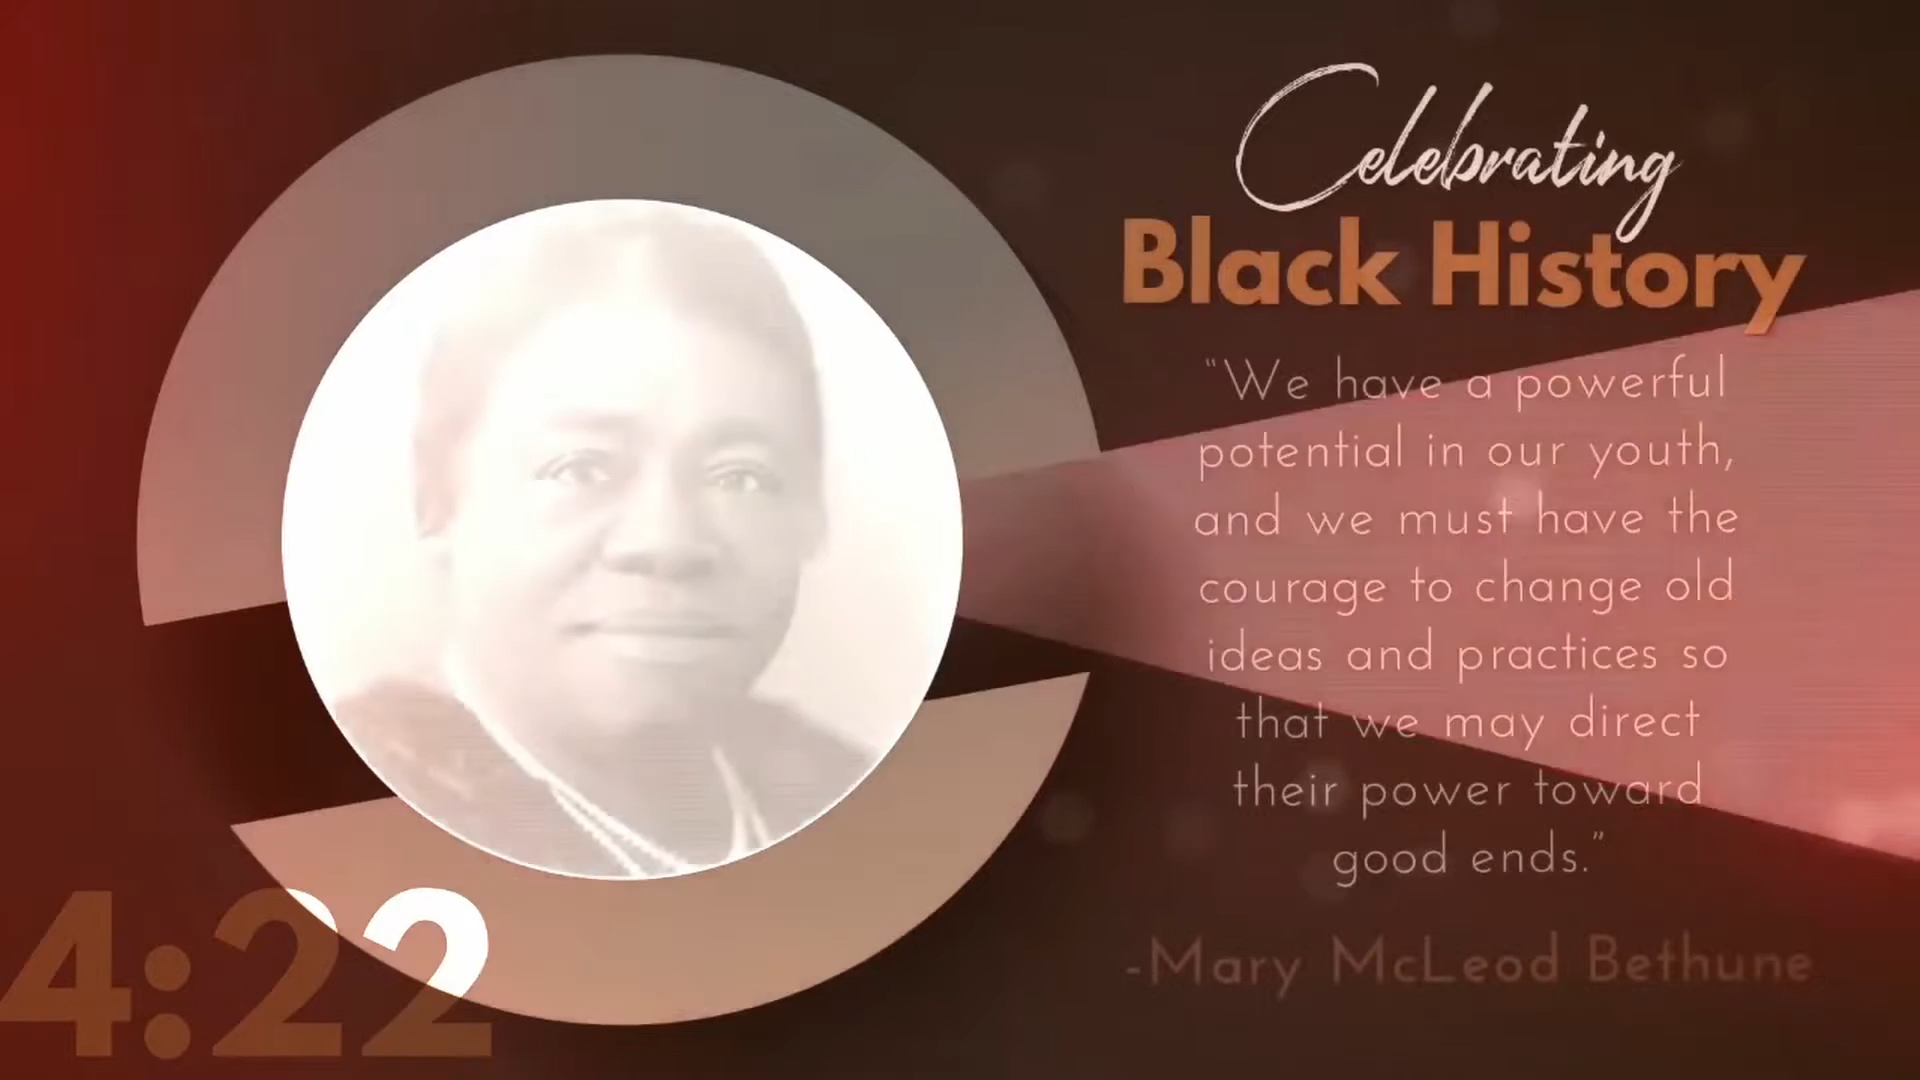 Celebrating
Black History
“We have a powerful
potential in our youth,
and we must have the
courage to change old
ideas and practices so
that we may direct
their power toward
good ends.”
-Mary McLeod Bethune
4:22